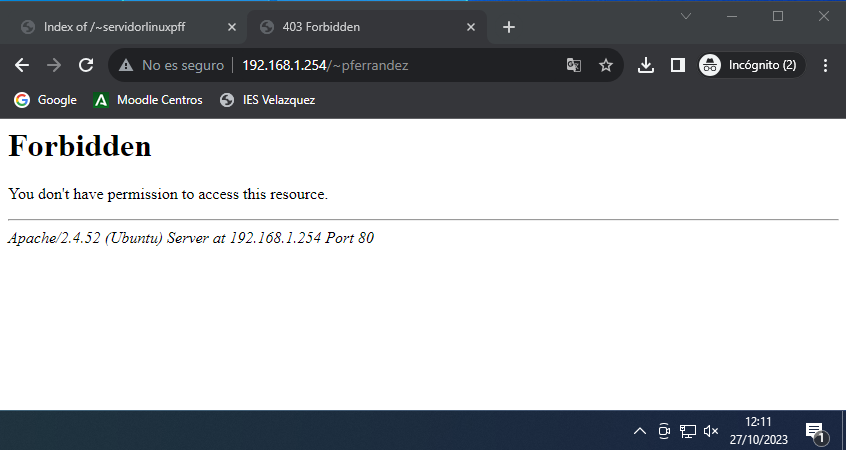 Index of /~servidorlinuxpff
403 Forbidden
No es seguro 192.168.1.254/~pferrandez
Incógnito (2)
Google
Moodle Centros
IES Velazquez
Forbidden
You don't have permission to access this resource.
Apache/2.4.52 (Ubuntu) Server at 192.168.1.254 Port 80
12:11
27/10/2023
1